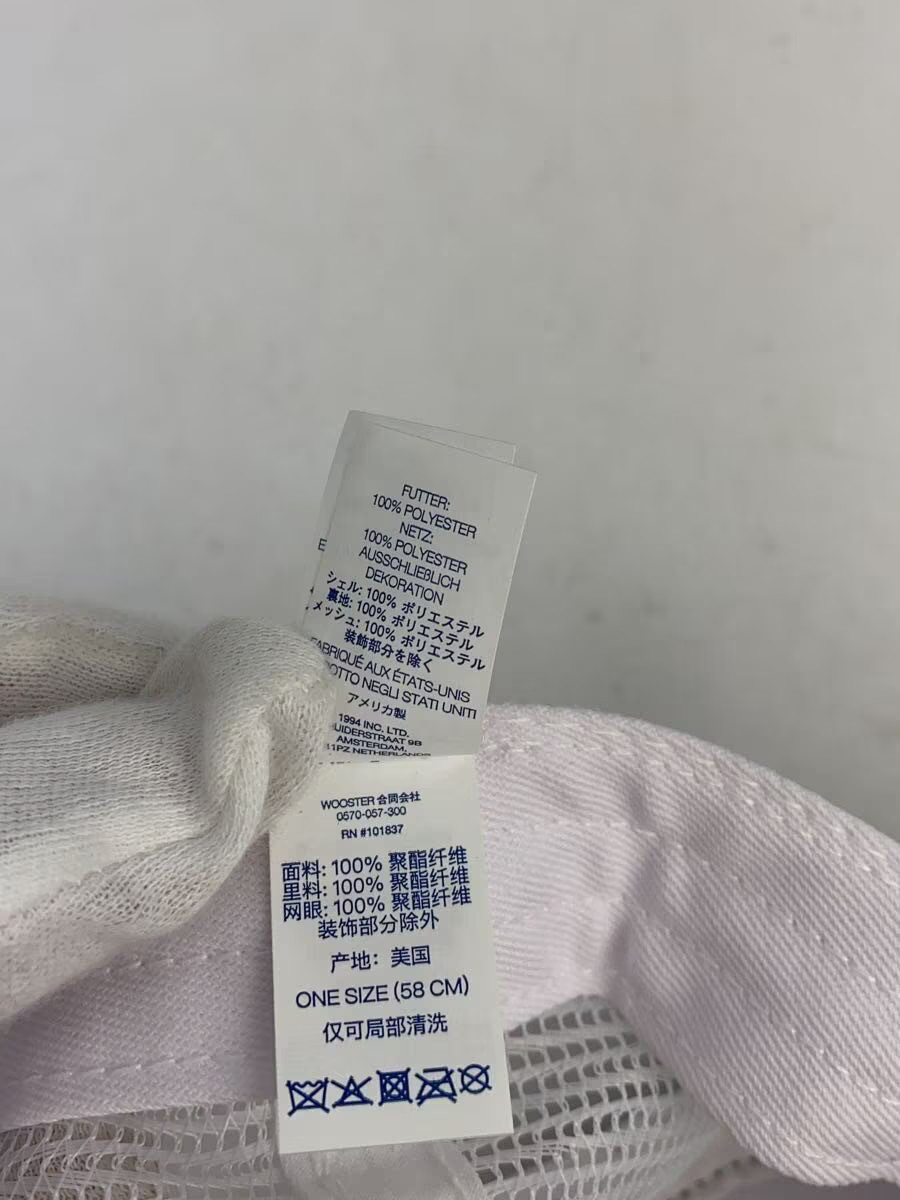 FUTTER:
100% POLYESTER
NETZ:
100% POLYESTER
AUSSCHLIEßLICH
DEKORATION
シェル: 100% ポリエステル
裏地: 100% ポリエステル
メッシュ: 100% ポリエステル
装飾部分を除く
FABRIQUÉ AUX ÉTATS-UNIS
NEGLI STATI UNITI
アメリカ製
1994 INC. LTD.
AMSTERDAM,
NETHERLANDS
WOOSTER 合同会社
0570-057-300
RN #101837
面料: 100% 聚酯纤维
里料: 100% 聚酯纤维
网眼: 100% 聚酯纤维
装饰部分除外
产地: 美国
ONE SIZE (58 CM)
仅可局部清洗